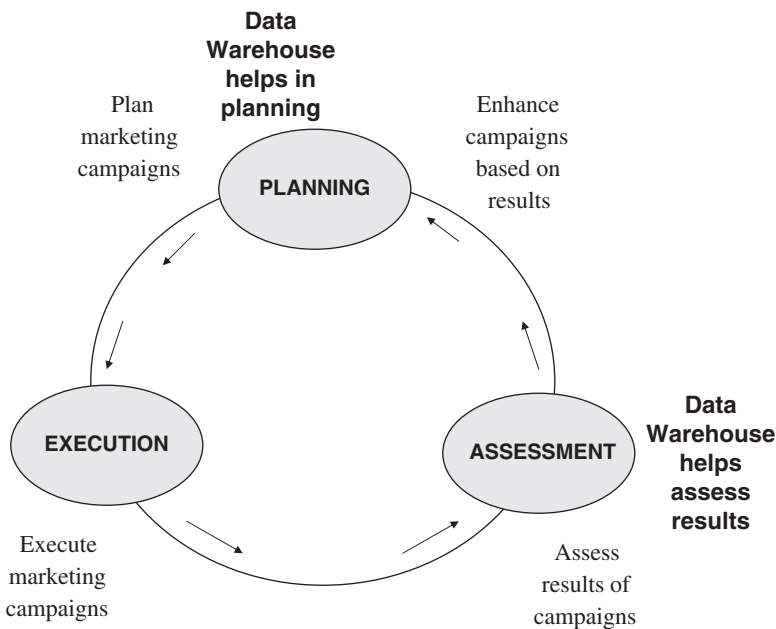 Data
Warehouse
helps in
planning
Plan
marketing
campaigns
Enhance
campaigns
based on
results
PLANNING
EXECUTION
ASSESSMENT
Data
Warehouse
helps
assess
results
Execute
marketing
campaigns
Assess
results of
campaigns